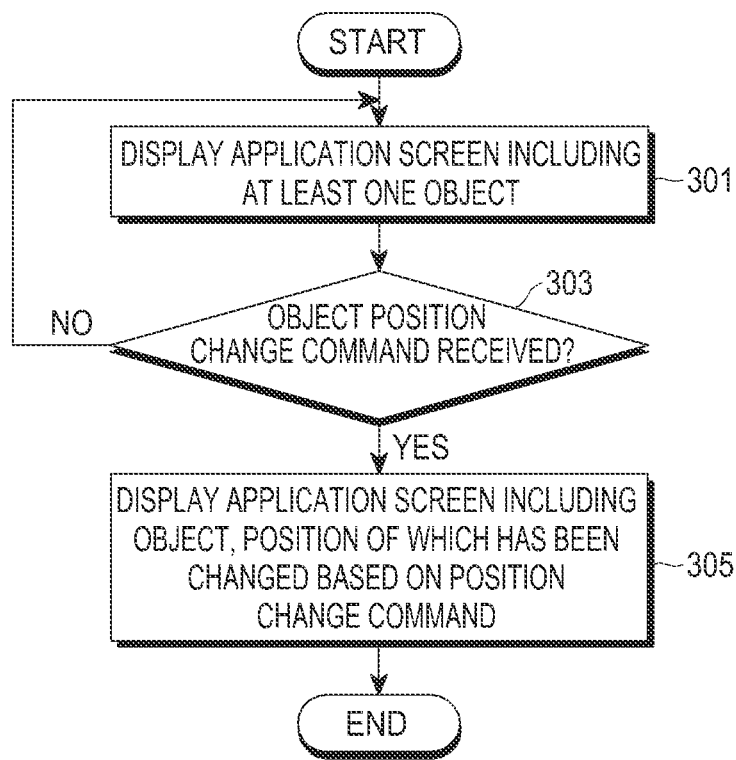 START
DISPLAY APPLICATION SCREEN INCLUDING
AT LEAST ONE OBJECT
301
303
OBJECT POSITION
CHANGE COMMAND RECEIVED?
NO
YES
DISPLAY APPLICATION SCREEN INCLUDING
OBJECT, POSITION OF WHICH HAS BEEN
CHANGED BASED ON POSITION
CHANGE COMMAND
305
END